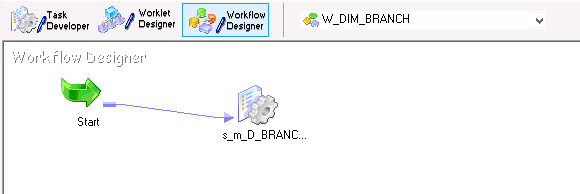 Task
Developer
Worklet
Designer
Workflow
Designer
W_DIM_BRANCH
Workflow Designer
Start
s_m_D_BRANC...